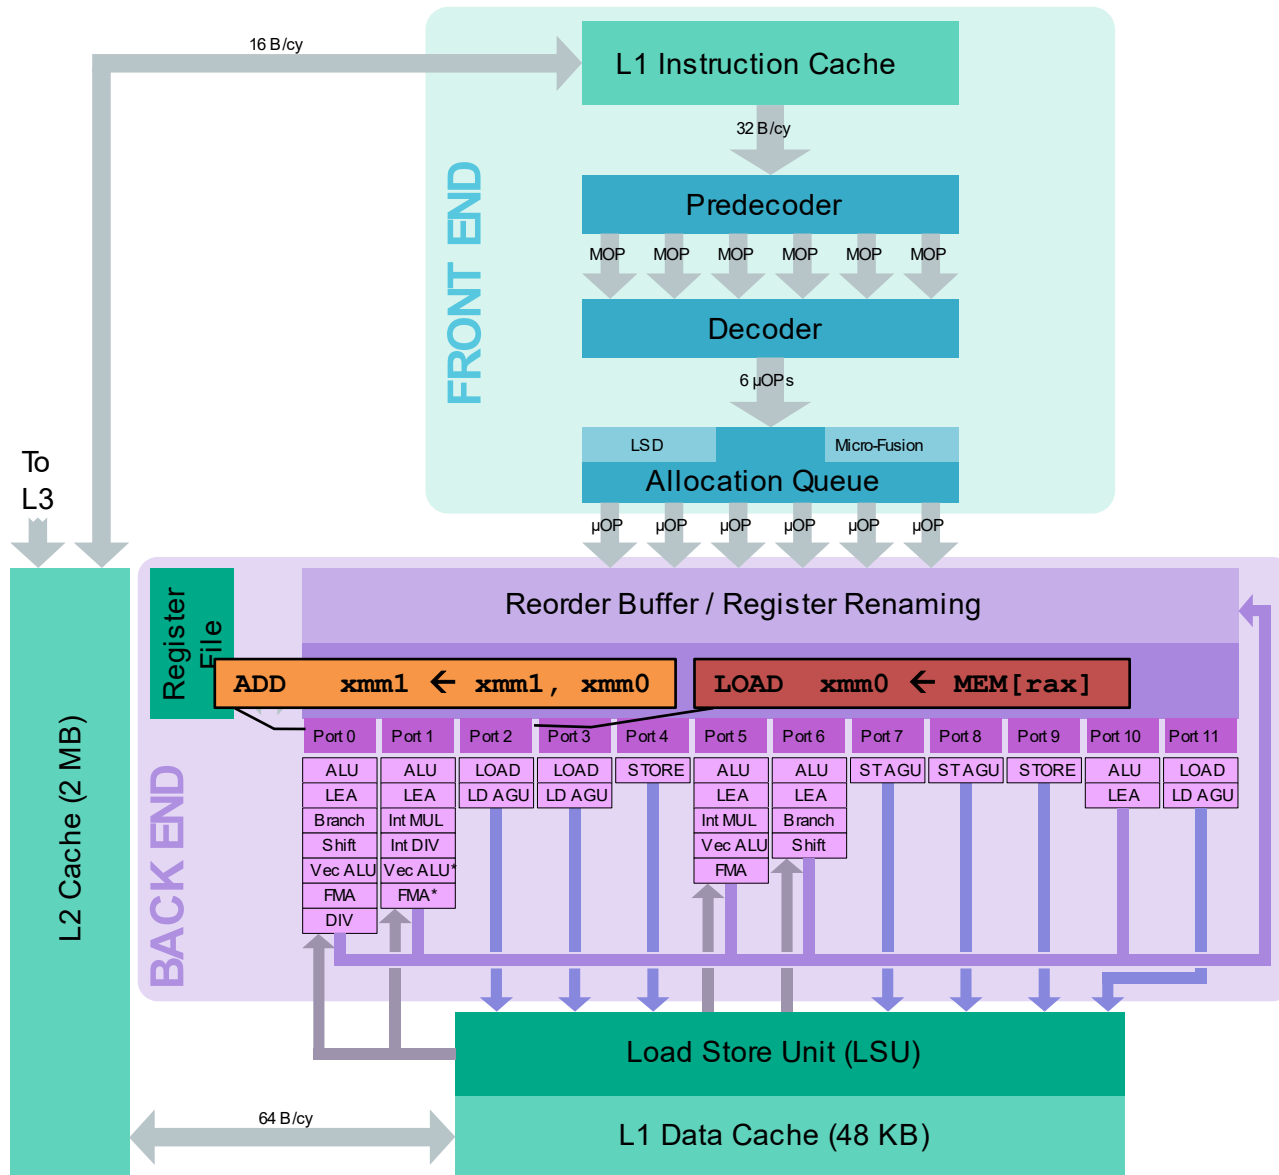 16 B/cy
L1 Instruction Cache
32 B/cy
FRONT END
Predecoder
MOP MOP MOP MOP MOP MOP
Decoder
6 µOPs
LSD
Micro-Fusion
Allocation Queue
µOP µOP µOP µOP µOP µOP
To
L3
L2 Cache (2 MB)
BACK END
Register
File
Reorder Buffer / Register Renaming
ADD xmm1 ← xmm1, xmm0
LOAD xmm0 ← MEM[rax]
Port 0 Port 1 Port 2 Port 3 Port 4 Port 5 Port 6 Port 7 Port 8 Port 9 Port 10 Port 11
ALU ALU LOAD LOAD STORE ALU ALU ST AGU ST AGU STORE ALU LOAD
LEA LEA LD AGU LD AGU LEA LEA LEA LD AGU
Branch Int MUL Int MUL Branch
Shift Int DIV Vec ALU Shift
Vec ALU Vec ALU* FMA
FMA FMA*
DIV
Load Store Unit (LSU)
64 B/cy
L1 Data Cache (48 KB)